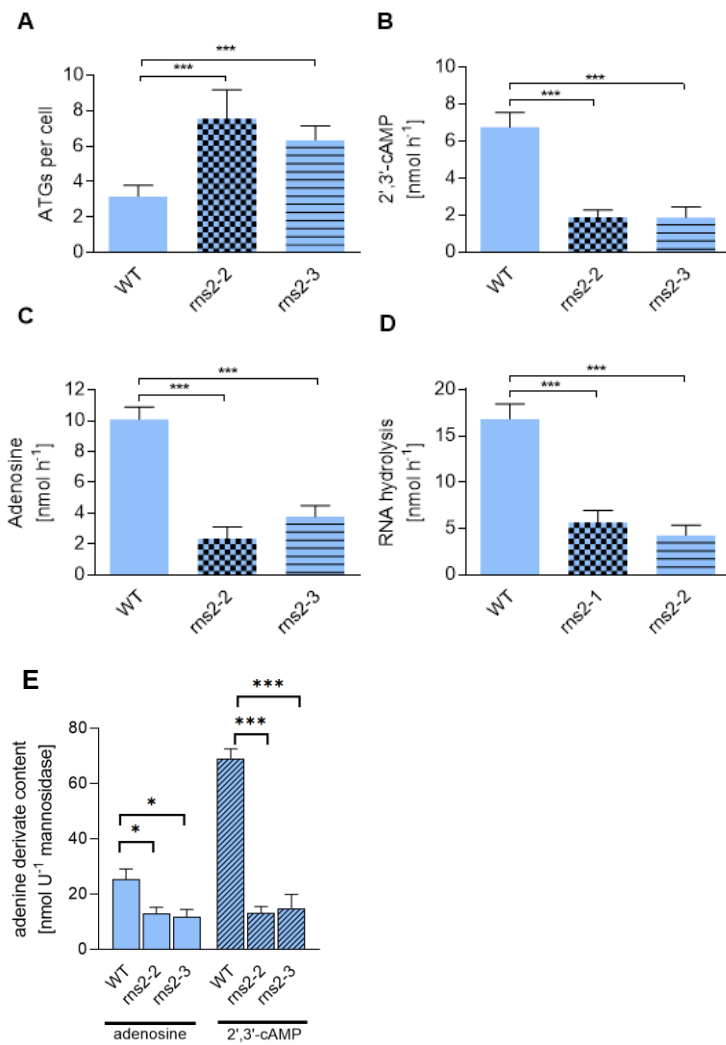 A
***
***
10
8
6
4
2
0
ATGs per cell
WT
rns2-2
rns2-3
B
***
***
10
8
6
4
2
0
2',3'-cAMP
[nmol h-1]
WT
rns2-2
rns2-3
C
***
***
12
10
8
6
4
2
0
Adenosine
[nmol h-1]
WT
rns2-2
rns2-3
D
***
***
20
15
10
5
0
RNA hydrolysis
[nmol h-1]
WT
rns2-1
rns2-2
E
***
***
*
*
80
60
40
20
0
adenine derivate content
[nmol U-1 mannosidase]
WT
rns2-2
rns2-3
WT
rns2-2
rns2-3
adenosine
2',3'-cAMP